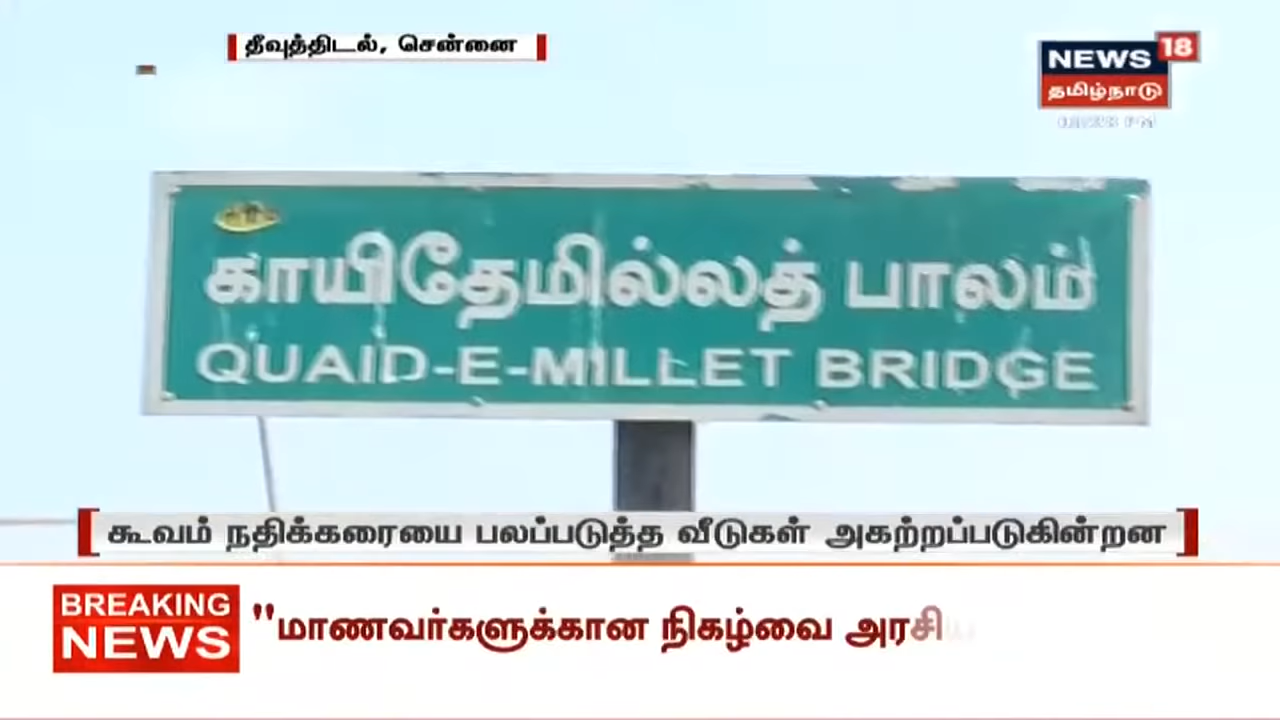 தீவுத்திடல், சென்னை
NEWS 18
தமிழ்நாடு
காயிதேமில்லத் பாலம்
QUAID-E-MILLET BRIDGE
கூவம் நதிக்கரையை பலப்படுத்த வீடுகள் அகற்றப்படுகின்றன
BREAKING NEWS
"மாணவர்களுக்கான நிகழ்வை